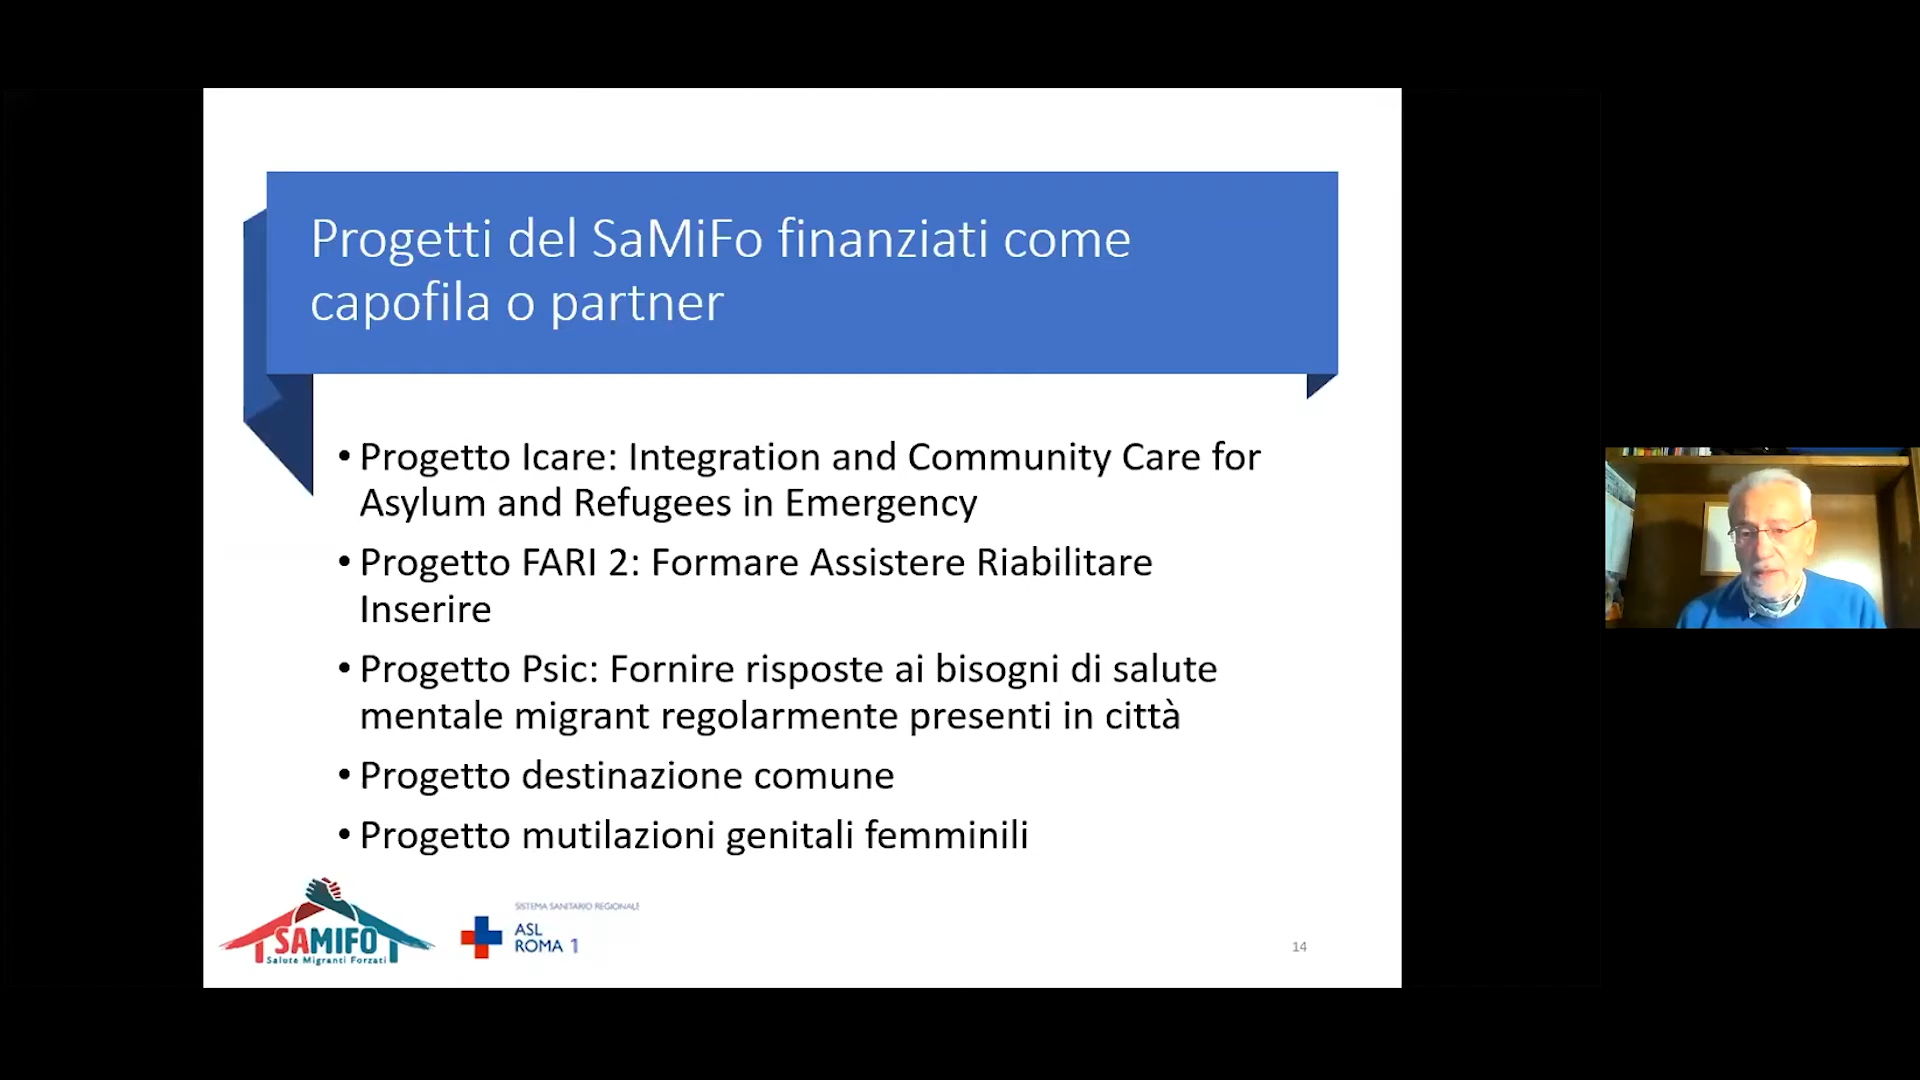 Progetti del SaMiFo finanziati come
capofila o partner
• Progetto Icare: Integration and Community Care for
Asylum and Refugees in Emergency
• Progetto FARI 2: Formare Assistere Riabilitare
Inserire
• Progetto Psic: Fornire risposte ai bisogni di salute
mentale migrant regolarmente presenti in città
• Progetto destinazione comune
• Progetto mutilazioni genitali femminili
SAMIFO
Salute Migranti Forzati
SISTEMA SANITARIO REGIONALE
ASL
ROMA 1
14